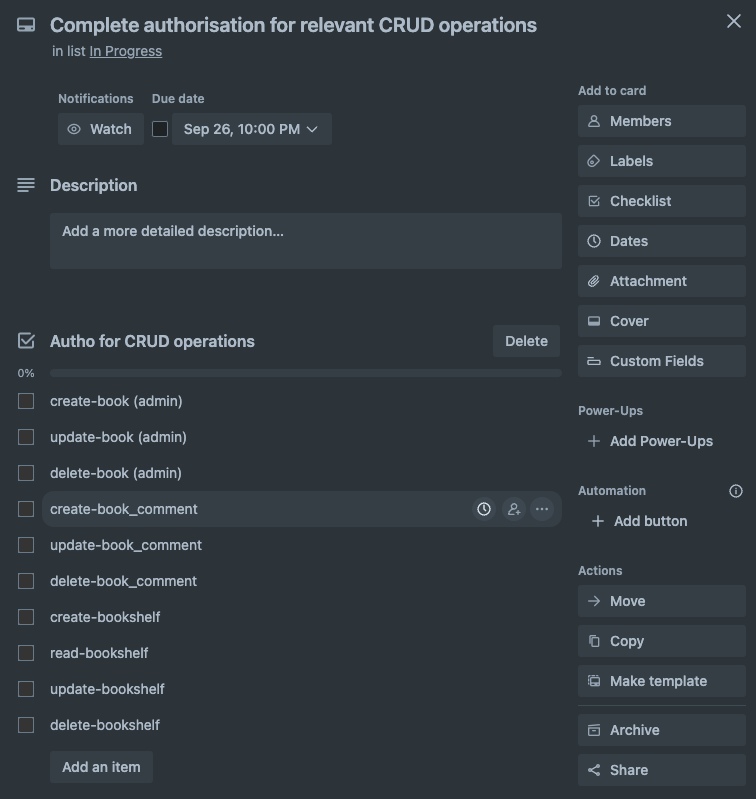 Complete authorisation for relevant CRUD operations
in list In Progress
Notifications
Due date
Watch
Sep 26, 10:00 PM
Description
Add a more detailed description...
Autho for CRUD operations
Delete
0%
create-book (admin)
update-book (admin)
delete-book (admin)
create-book_comment
update-book_comment
delete-book_comment
create-bookshelf
read-bookshelf
update-bookshelf
delete-bookshelf
Add an item
Add to card
Members
Labels
Checklist
Dates
Attachment
Cover
Custom Fields
Power-Ups
Add Power-Ups
Automation
Add button
Actions
Move
Copy
Make template
Archive
Share